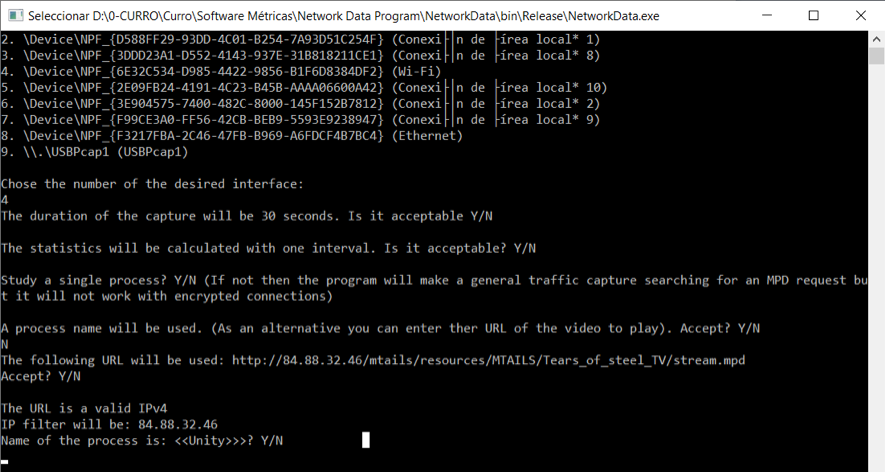 Seleccionar D:\0-CURRO\Curro\Software Métricas\Network Data Program\NetworkData\bin\Release\NetworkData.exe
2. \Device\NPF_{D588FF29-93DD-4C01-B254-7A93D51C254F} (Conexi├│n de ├írea local* 1)
3. \Device\NPF_{3DDD23A1-D552-4143-937E-31B818211CE1} (Conexi├│n de ├írea local* 8)
4. \Device\NPF_{6E32C534-D985-4422-9856-B1F6D8384DF2} (Wi-Fi)
5. \Device\NPF_{2E09FB24-4191-4C23-B45B-AAAA06600A42} (Conexi├│n de ├írea local* 10)
6. \Device\NPF_{3E904575-7400-482C-8000-145F152B7812} (Conexi├│n de ├írea local* 2)
7. \Device\NPF_{F99CE3A0-FF56-42CB-BEB9-5593E9238947} (Conexi├│n de ├írea local* 9)
8. \Device\NPF_{F3217FBA-2C46-47FB-B969-A6FDCF4B7BC4} (Ethernet)
9. \\.\USBPcap1 (USBPcap1)
Chose the number of the desired interface:
4
The duration of the capture will be 30 seconds. Is it acceptable Y/N
The statistics will be calculated with one interval. Is it acceptable? Y/N
Study a single process? Y/N (If not then the program will make a general traffic capture searching for an MPD request bu
t it will not work with encrypted connections)
A process name will be used. (As an alternative you can enter ther URL of the video to play). Accept? Y/N
N
The following URL will be used: http://84.88.32.46/mtails/resources/MTAILS/Tears_of_steel_TV/stream.mpd
Accept? Y/N
The URL is a valid IPv4
IP filter will be: 84.88.32.46
Name of the process is: <<Unity>>>? Y/N